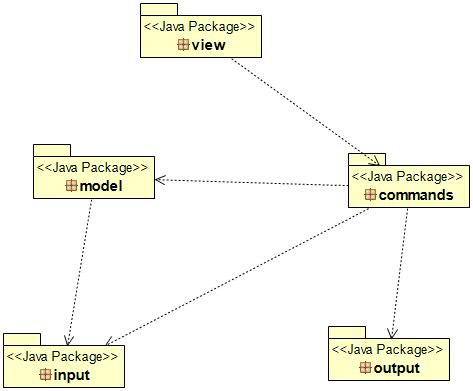 <<Java Package>>
view
<<Java Package>>
model
<<Java Package>>
commands
<<Java Package>>
input
<<Java Package>>
output